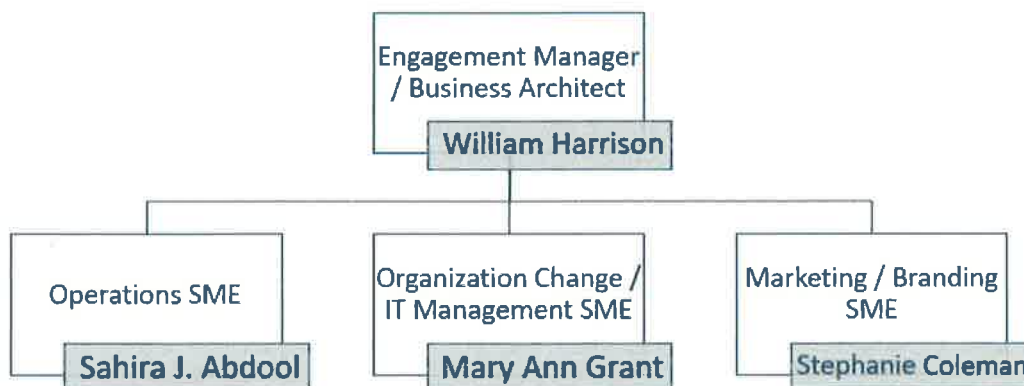 Engagement Manager
/ Business Architect
William Harrison
Operations SME
Sahira J. Abdool
Organization Change /
IT Management SME
Mary Ann Grant
Marketing / Branding
SME
Stephanie Coleman